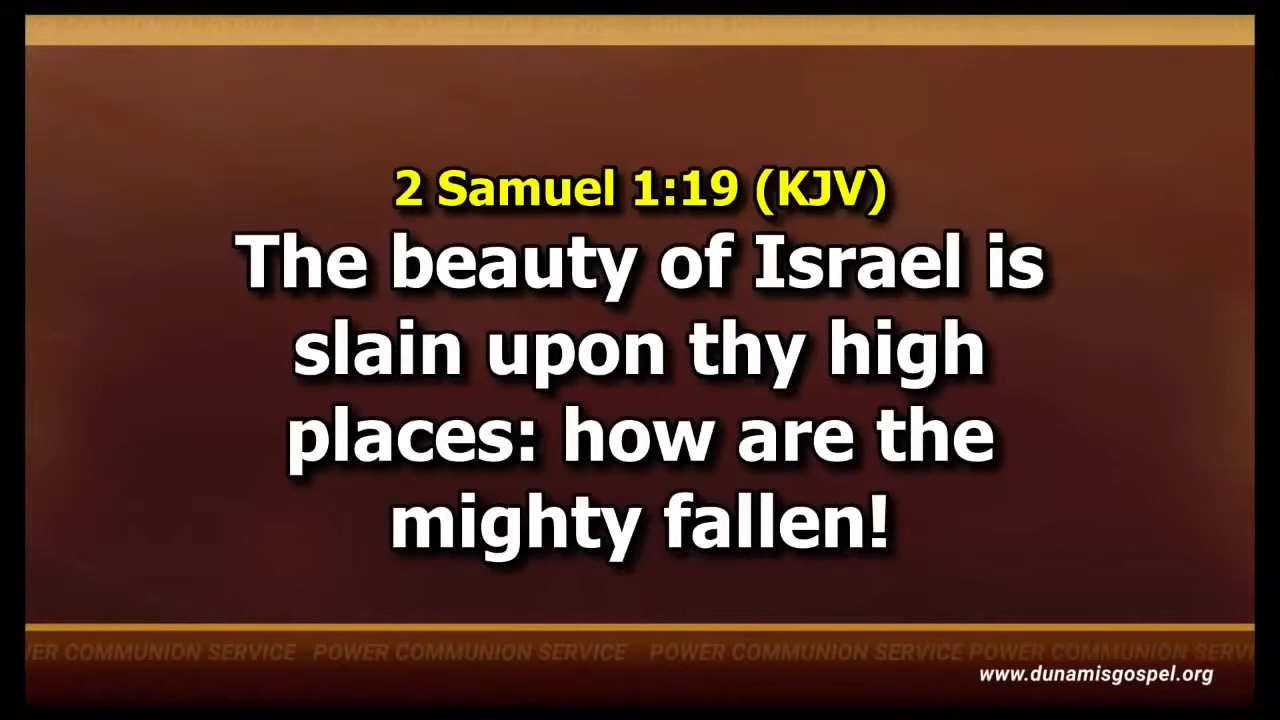 2 Samuel 1:19 (KJV)
The beauty of Israel is
slain upon thy high
places: how are the
mighty fallen!
POWER COMMUNION SERVICE POWER COMMUNION SERVICE POWER COMMUNION SERVICE
www.dunamisgospel.org